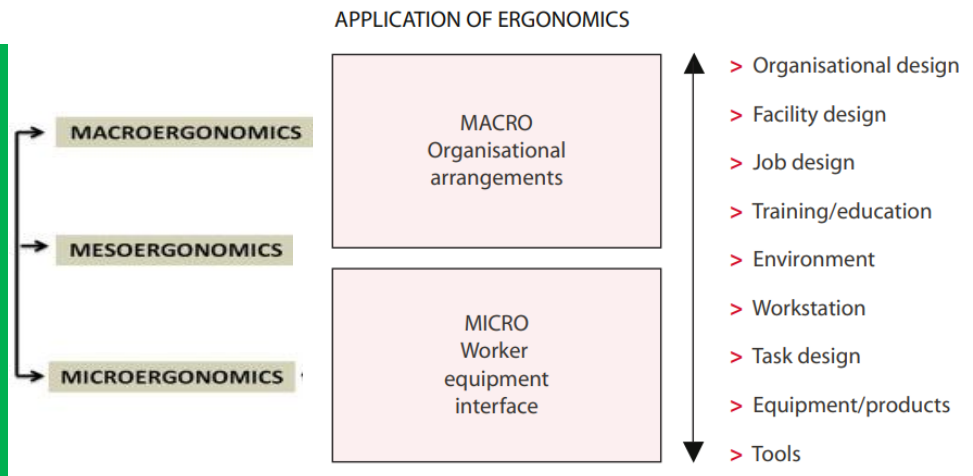 APPLICATION OF ERGONOMICS
MACROERGONOMICS
MESOERGONOMICS
MICROERGONOMICS
MACRO
Organisational
arrangements
MICRO
Worker
equipment
interface
> Organisational design
> Facility design
> Job design
> Training/education
> Environment
> Workstation
> Task design
> Equipment/products
> Tools